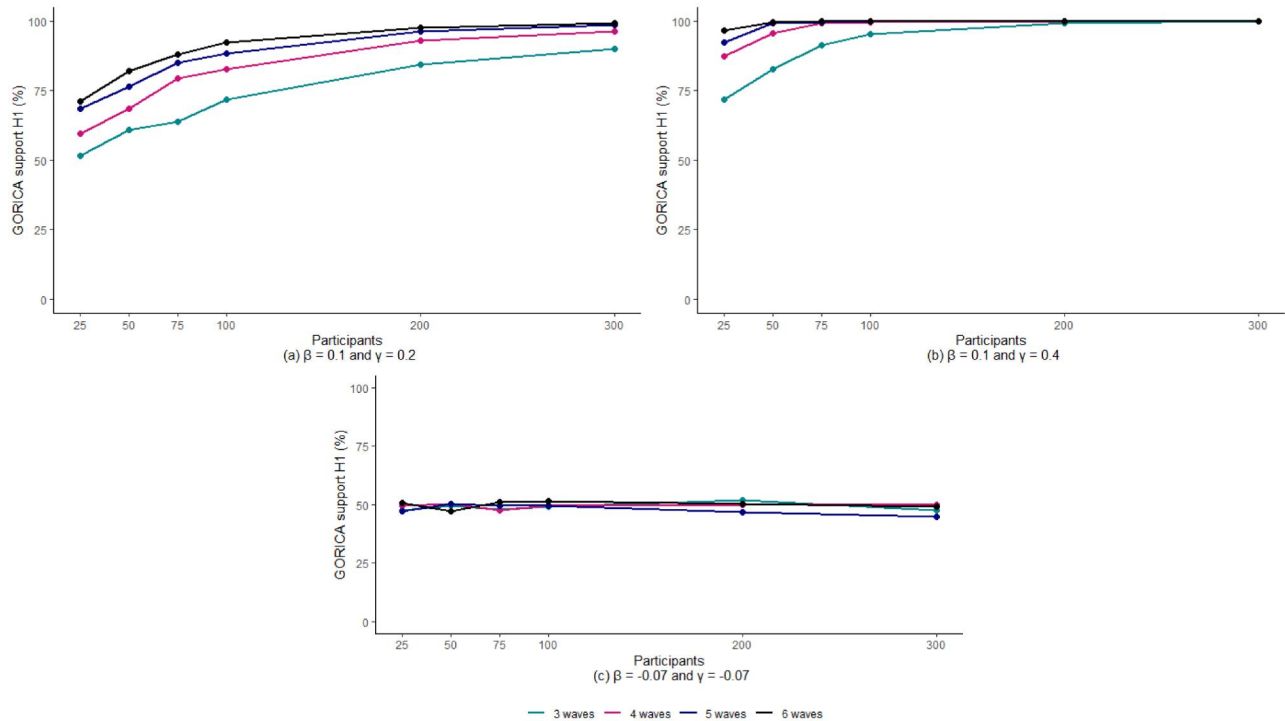 100
75
50
25
0
GORICA support H1 (%)
25 50 75 100 200 300
Participants
(a) β = 0.1 and γ = 0.2
100
75
50
25
0
GORICA support H1 (%)
25 50 75 100 200 300
Participants
(b) β = 0.1 and γ = 0.4
100
75
50
25
0
GORICA support H1 (%)
25 50 75 100 200 300
Participants
(c) β = -0.07 and γ = -0.07
3 waves 4 waves 5 waves 6 waves